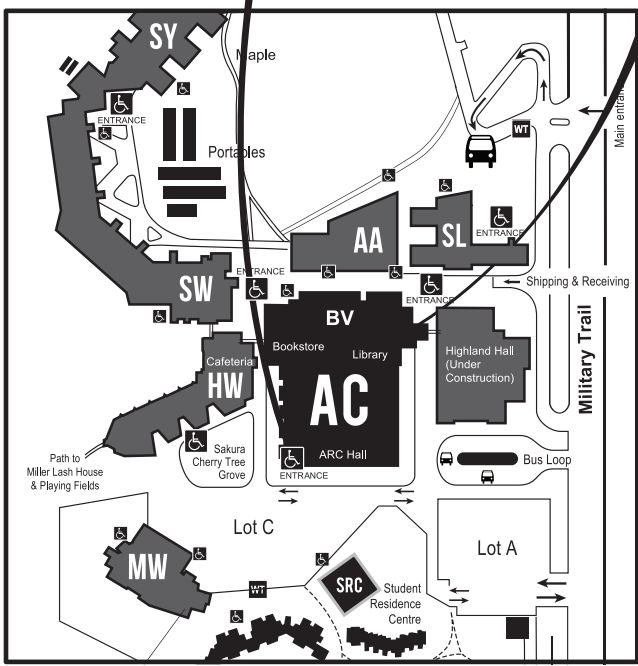 SY
Maple
ENTRANCE
Portables
WT
Main entran
AA
SL
ENTRANCE
ENTRANCE
SW
ENTRANCE
Shipping & Receiving
BV
Bookstore
Library
Military Trail
Highland Hall
(Under
Construction)
Cafeteria
HW
AC
Path to
Miller Lash House
& Playing Fields
Sakura
Cherry Tree
Grove
ARC Hall
ENTRANCE
Bus Loop
Lot C
Lot A
MW
WT
SRC
Student
Residence
Centre